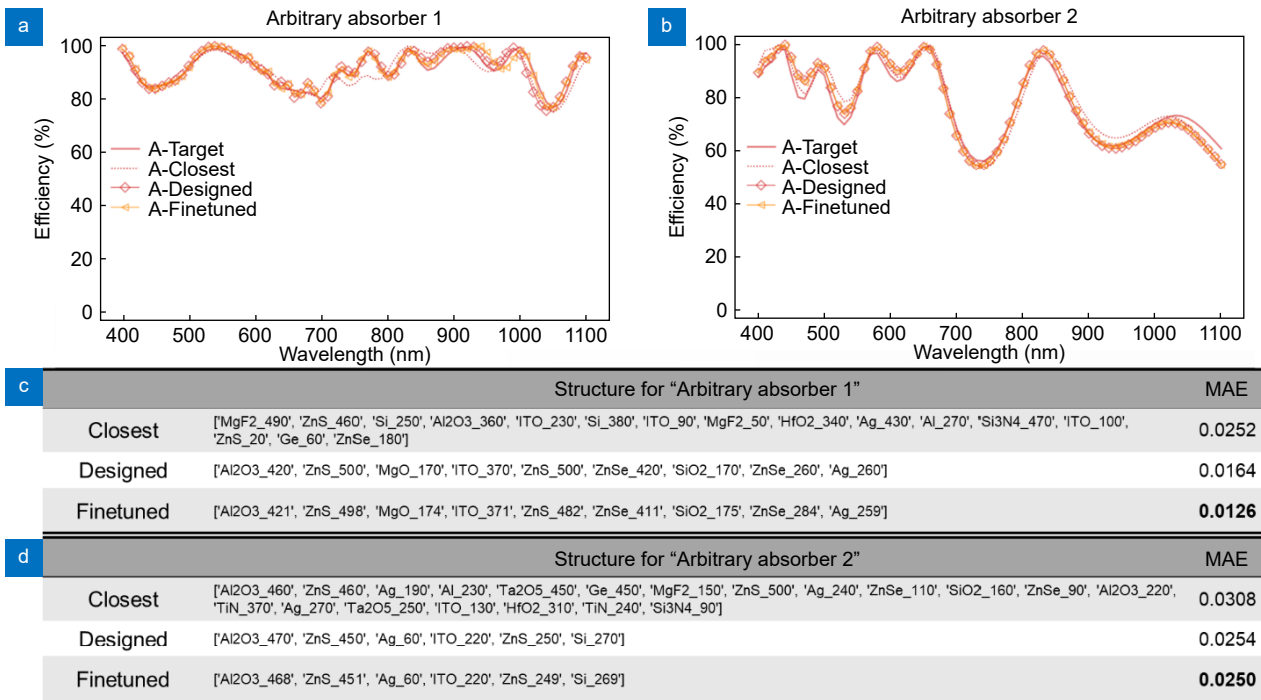 a
Arbitrary absorber 1
100
80
60
40
20
0
Efficiency (%)
A-Target
A-Closest
A-Designed
A-Finetuned
400 500 600 700 800 900 1000 1100
Wavelength (nm)
b
Arbitrary absorber 2
100
80
60
40
20
0
Efficiency (%)
A-Target
A-Closest
A-Designed
A-Finetuned
400 500 600 700 800 900 1000 1100
Wavelength (nm)
c
Structure for “Arbitrary absorber 1” MAE
Closest ['MgF2_490', 'ZnS_460', 'Si_250', 'Al2O3_360', 'ITO_230', 'Si_380', 'ITO_90', 'MgF2_50', 'HfO2_340', 'Ag_430', 'Al_270', 'Si3N4_470', 'ITO_100',
'ZnS_20', 'Ge_60', 'ZnSe_180'] 0.0252
Designed ['Al2O3_420', 'ZnS_500', 'MgO_170', 'ITO_370', 'ZnS_500', 'ZnSe_420', 'SiO2_170', 'ZnSe_260', 'Ag_260'] 0.0164
Finetuned ['Al2O3_421', 'ZnS_498', 'MgO_174', 'ITO_371', 'ZnS_482', 'ZnSe_411', 'SiO2_175', 'ZnSe_284', 'Ag_259'] 0.0126
d
Structure for “Arbitrary absorber 2” MAE
Closest ['Al2O3_460', 'ZnS_460', 'Ag_190', 'Al_230', 'Ta2O5_450', 'Ge_450', 'MgF2_150', 'ZnS_500', 'Ag_240', 'ZnSe_110', 'SiO2_160', 'ZnSe_90', 'Al2O3_220',
'TiN_370', 'Ag_270', 'Ta2O5_250', 'ITO_130', 'HfO2_310', 'TiN_240', 'Si3N4_90'] 0.0308
Designed ['Al2O3_470', 'ZnS_450', 'Ag_60', 'ITO_220', 'ZnS_250', 'Si_270'] 0.0254
Finetuned ['Al2O3_468', 'ZnS_451', 'Ag_60', 'ITO_220', 'ZnS_249', 'Si_269'] 0.0250